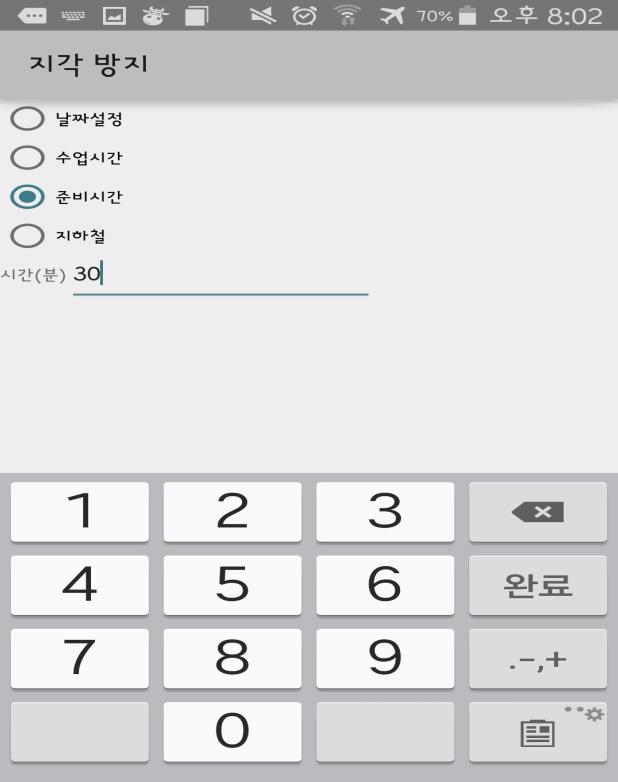 70% 오후 8:02
지각 방지
날짜설정
수업시간
준비시간
지하철
시간(분) 30
1 2 3
4 5 6 완료
7 8 9 .-,+
0